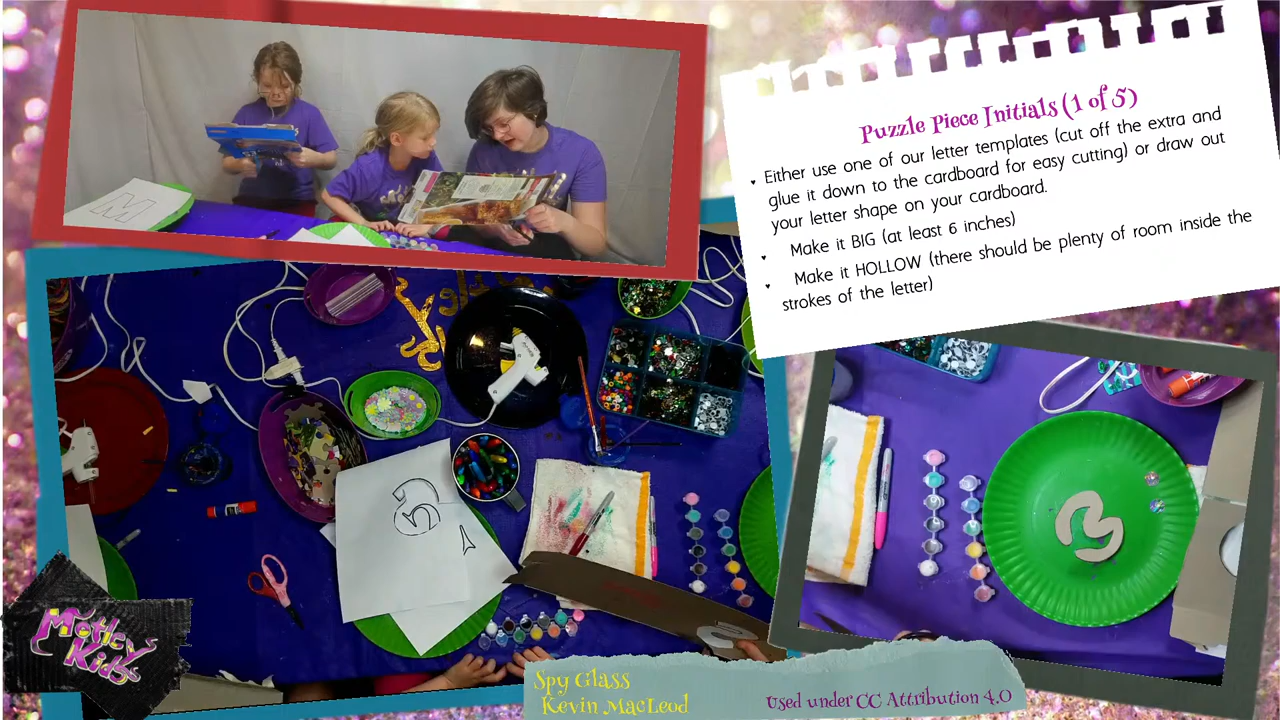 Puzzle Piece Initials (1 of 5)
Either use one of our letter templates (cut off the extra and
glue it down to the cardboard for easy cutting) or draw out
your letter shape on your cardboard.
Make it BIG (at least 6 inches)
Make it HOLLOW (there should be plenty of room inside the
strokes of the letter)
M
Motley
Kids
Spy Glass
Kevin MacLeod
Used under CC Attribution 4.0